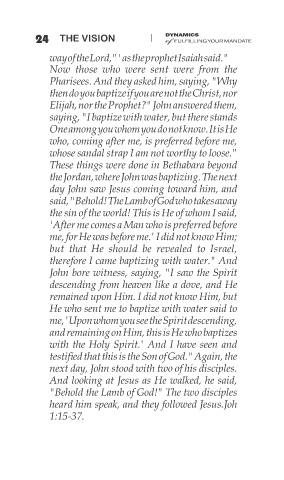 24 THE VISION | DYNAMICS
of FULFILLING YOUR MANDATE
way of the Lord," ' as the prophet Isaiah said."
Now those who were sent were from the
Pharisees. And they asked him, saying, "Why
then do you baptize if you are not the Christ, nor
Elijah, nor the Prophet?" John answered them,
saying, "I baptize with water, but there stands
One among you whom you do not know. It is He
who, coming after me, is preferred before me,
whose sandal strap I am not worthy to loose."
These things were done in Bethabara beyond
the Jordan, where John was baptizing. The next
day John saw Jesus coming toward him, and
said, "Behold! The Lamb of God who takes away
the sin of the world! This is He of whom I said,
'After me comes a Man who is preferred before
me, for He was before me.' I did not know Him;
but that He should be revealed to Israel,
therefore I came baptizing with water." And
John bore witness, saying, "I saw the Spirit
descending from heaven like a dove, and He
remained upon Him. I did not know Him, but
He who sent me to baptize with water said to
me, 'Upon whom you see the Spirit descending,
and remaining on Him, this is He who baptizes
with the Holy Spirit.' And I have seen and
testified that this is the Son of God." Again, the
next day, John stood with two of his disciples.
And looking at Jesus as He walked, he said,
"Behold the Lamb of God!" The two disciples
heard him speak, and they followed Jesus.Joh
1:15-37.